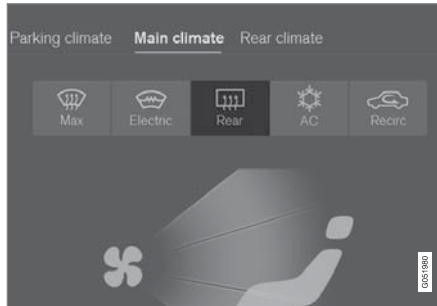 Parking climate Main climate Rear climate
Max Electric Rear AC Recirc
G051980